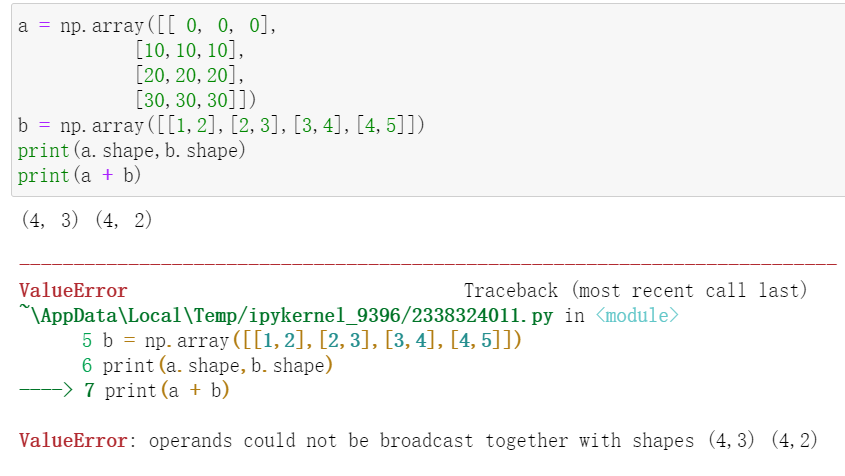 a = np.array([[ 0, 0, 0],
[10,10,10],
[20,20,20],
[30,30,30]])
b = np.array([[1,2],[2,3],[3,4],[4,5]])
print(a.shape,b.shape)
print(a + b)
(4, 3) (4, 2)
---------------------------------------------------------------------------
ValueError Traceback (most recent call last)
~\AppData\Local\Temp/ipykernel_9396/2338324011.py in <module>
5 b = np.array([[1,2],[2,3],[3,4],[4,5]])
6 print(a.shape,b.shape)
----> 7 print(a + b)
ValueError: operands could not be broadcast together with shapes (4,3) (4,2)